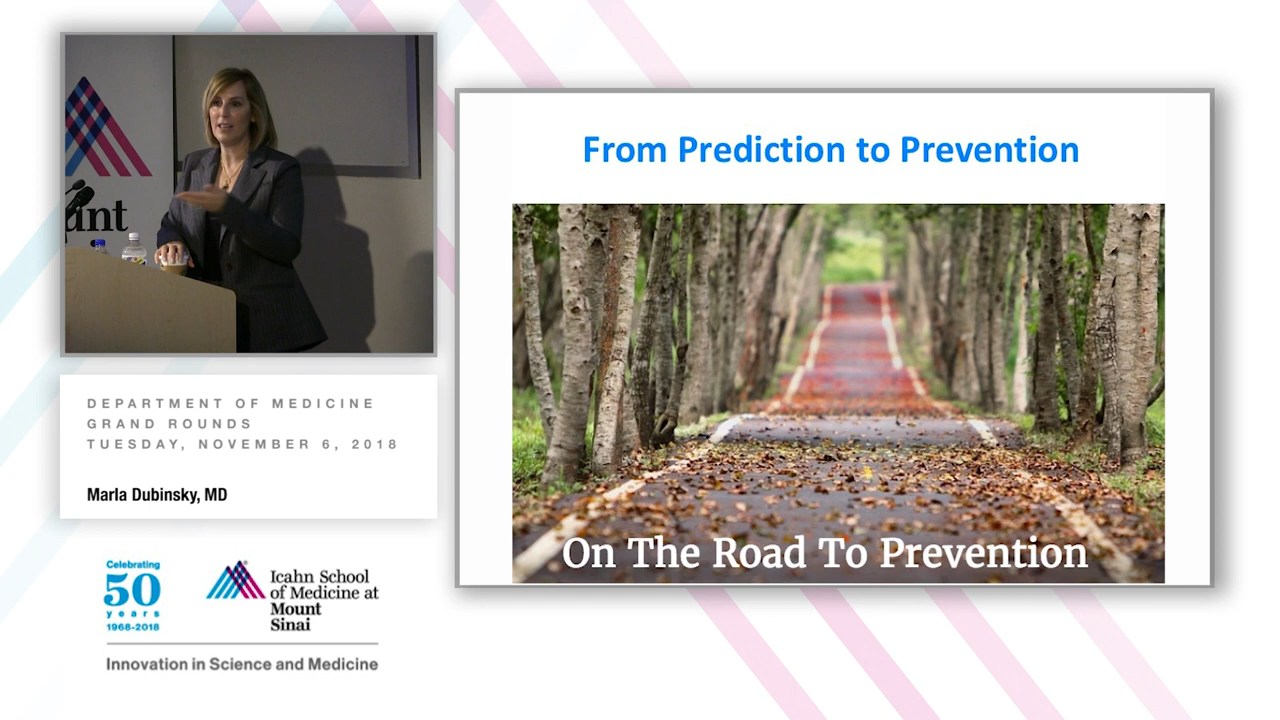 unt
DEPARTMENT OF MEDICINE
GRAND ROUNDS
TUESDAY, NOVEMBER 6, 2018
Marla Dubinsky, MD
Celebrating
50
years
1968-2018
Icahn School
of Medicine at
Mount
Sinai
Innovation in Science and Medicine
From Prediction to Prevention
On The Road To Prevention